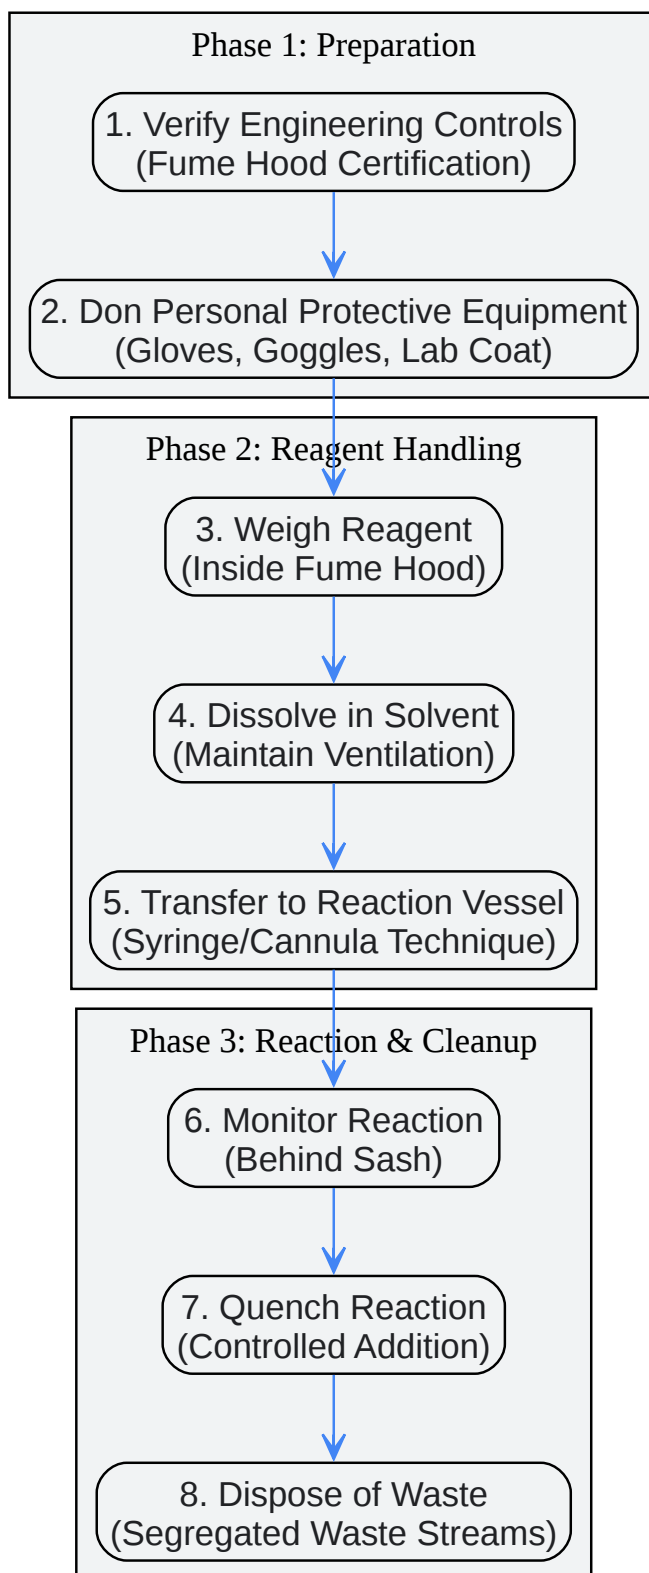 Phase 1: Preparation
1. Verify Engineering Controls
(Fume Hood Certification)
2. Don Personal Protective Equipment
(Gloves, Goggles, Lab Coat)
Phase 2: Reagent Handling
3. Weigh Reagent
(Inside Fume Hood)
4. Dissolve in Solvent
(Maintain Ventilation)
5. Transfer to Reaction Vessel
(Syringe/Cannula Technique)
Phase 3: Reaction & Cleanup
6. Monitor Reaction
(Behind Sash)
7. Quench Reaction
(Controlled Addition)
8. Dispose of Waste
(Segregated Waste Streams)